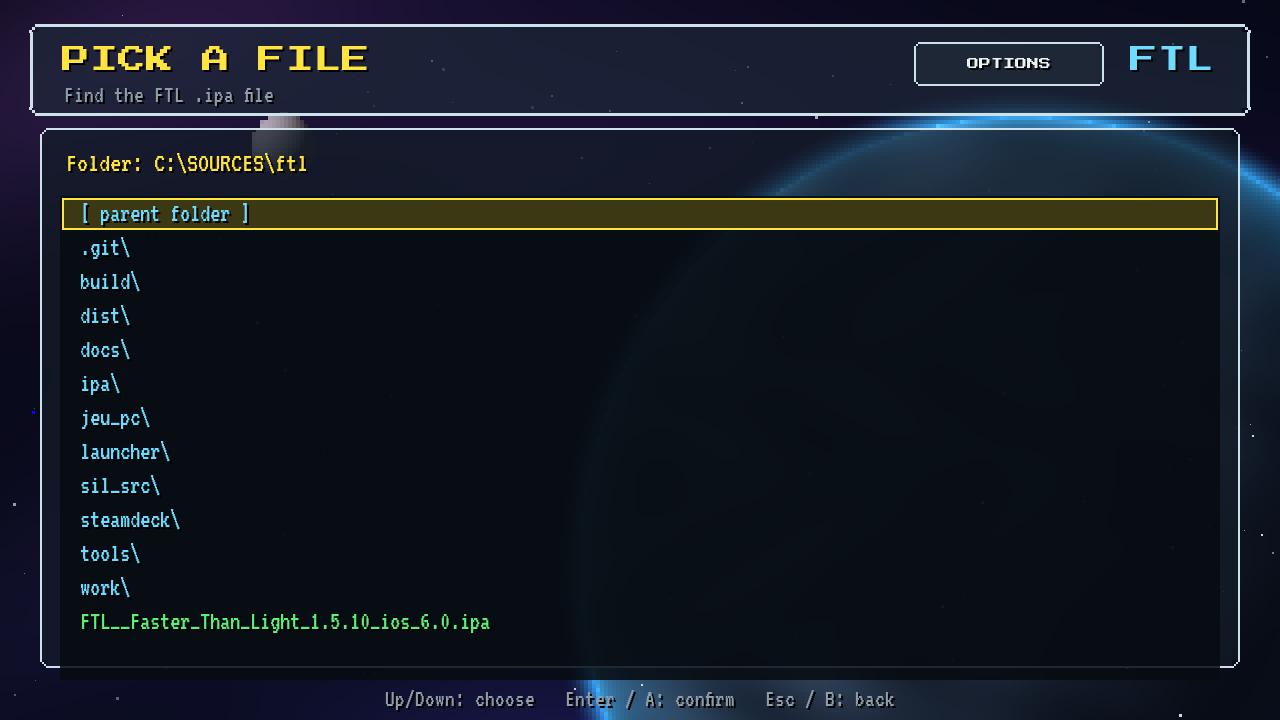 PICK A FILE
OPTIONS
FTL
Find the FTL .ipa file
Folder: C:\SOURCES\ftl
[ parent folder ]
.git\
build\
dist\
docs\
ipa\
jeu_pc\
launcher\
sil_src\
steamdeck\
tools\
work\
FTL__Faster_Than_Light_1.5.10_ios_6.0.ipa
Up/Down: choose Enter / A: confirm Esc / B: back